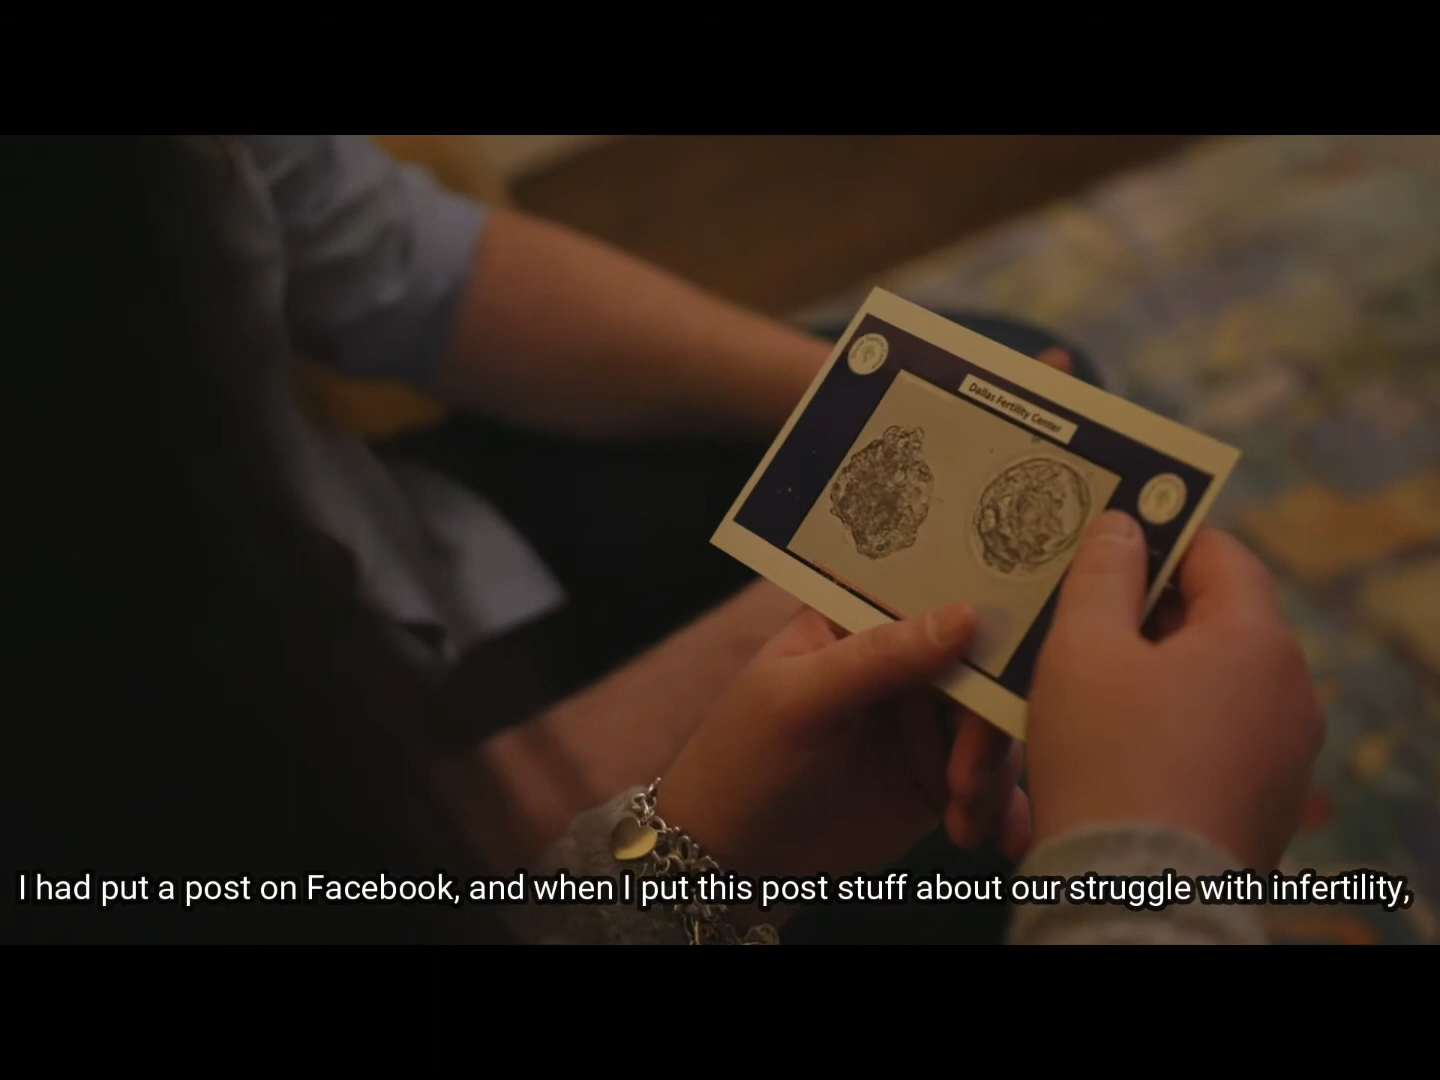 Dallas Fertility Center
I had put a post on Facebook, and when I put this post stuff about our struggle with infertility,